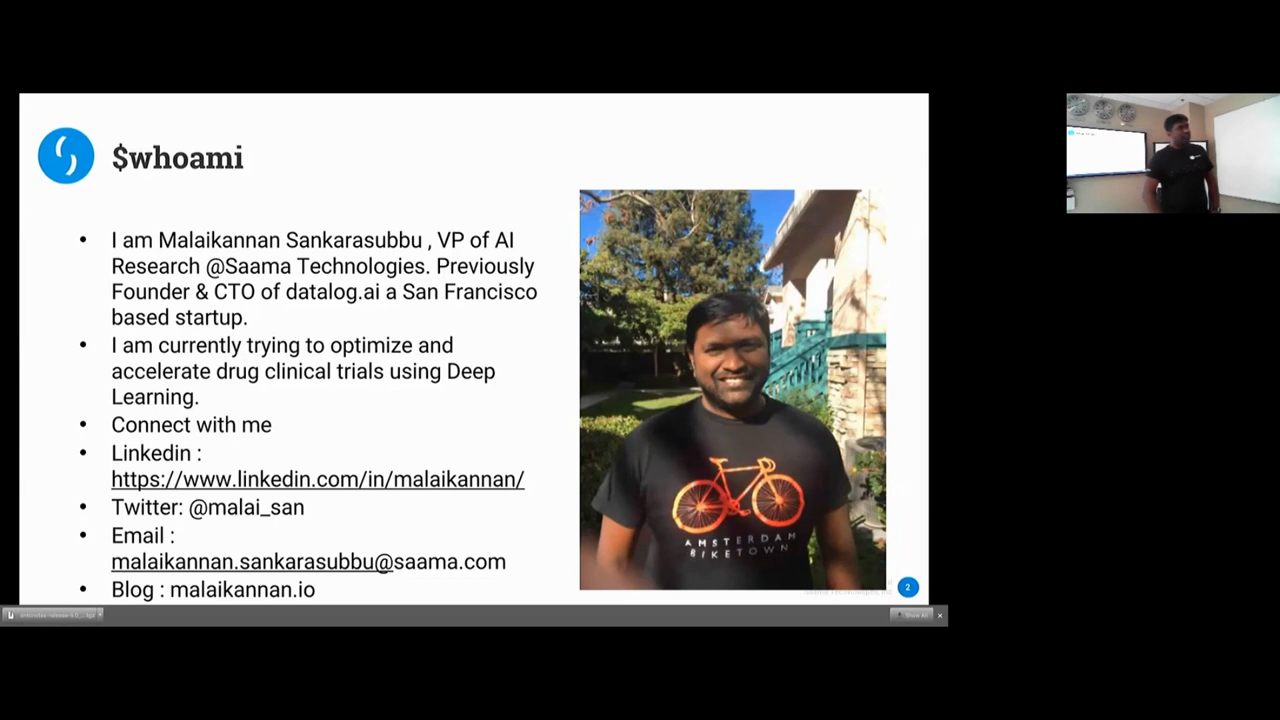 $whoami
• I am Malaikannan Sankarasubbu , VP of AI
Research @Saama Technologies. Previously
Founder & CTO of datalog.ai a San Francisco
based startup.
• I am currently trying to optimize and
accelerate drug clinical trials using Deep
Learning.
• Connect with me
• Linkedin :
https://www.linkedin.com/in/malaikannan/
• Twitter: @malai_san
• Email :
malaikannan.sankarasubbu@saama.com
• Blog : malaikannan.io
AMSTERDAM
BIKETOWN
2
Show All